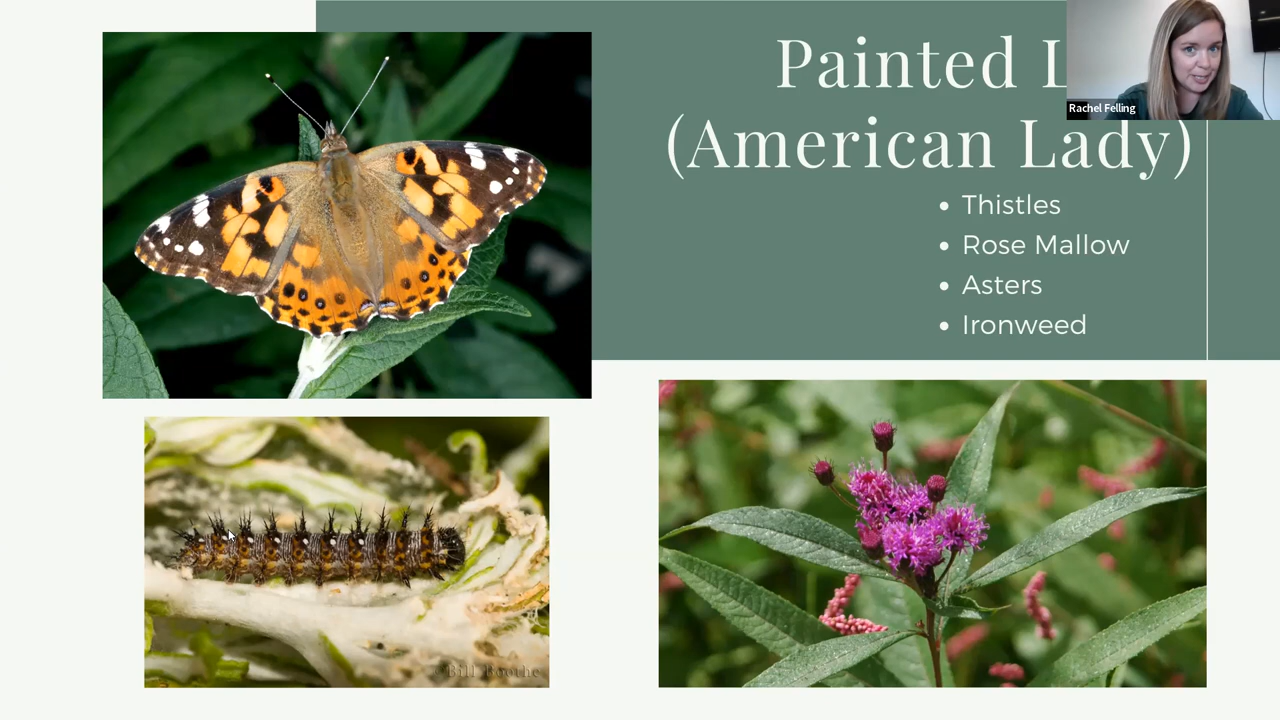 Painted L
Rachel Felling
(American Lady)
Thistles
Rose Mallow
Asters
Ironweed
Bill Boothe